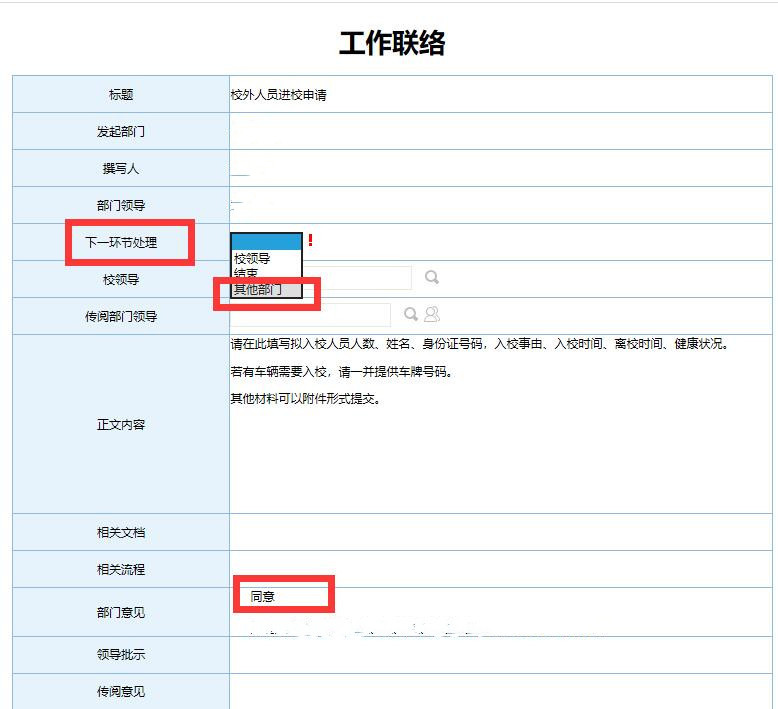 工作联络
标题 校外人员进校申请
发起部门
撰写人
部门领导
下一环节处理 !
校领导
结束
其他部门
校领导
传阅部门领导
请在此填写拟入校人员人数、姓名、身份证号码，入校事由、入校时间、离校时间、健康状况。
若有车辆需要入校，请一并提供车牌号码。
其他材料可以附件形式提交。
正文内容
相关文档
相关流程
同意
部门意见
领导批示
传阅意见